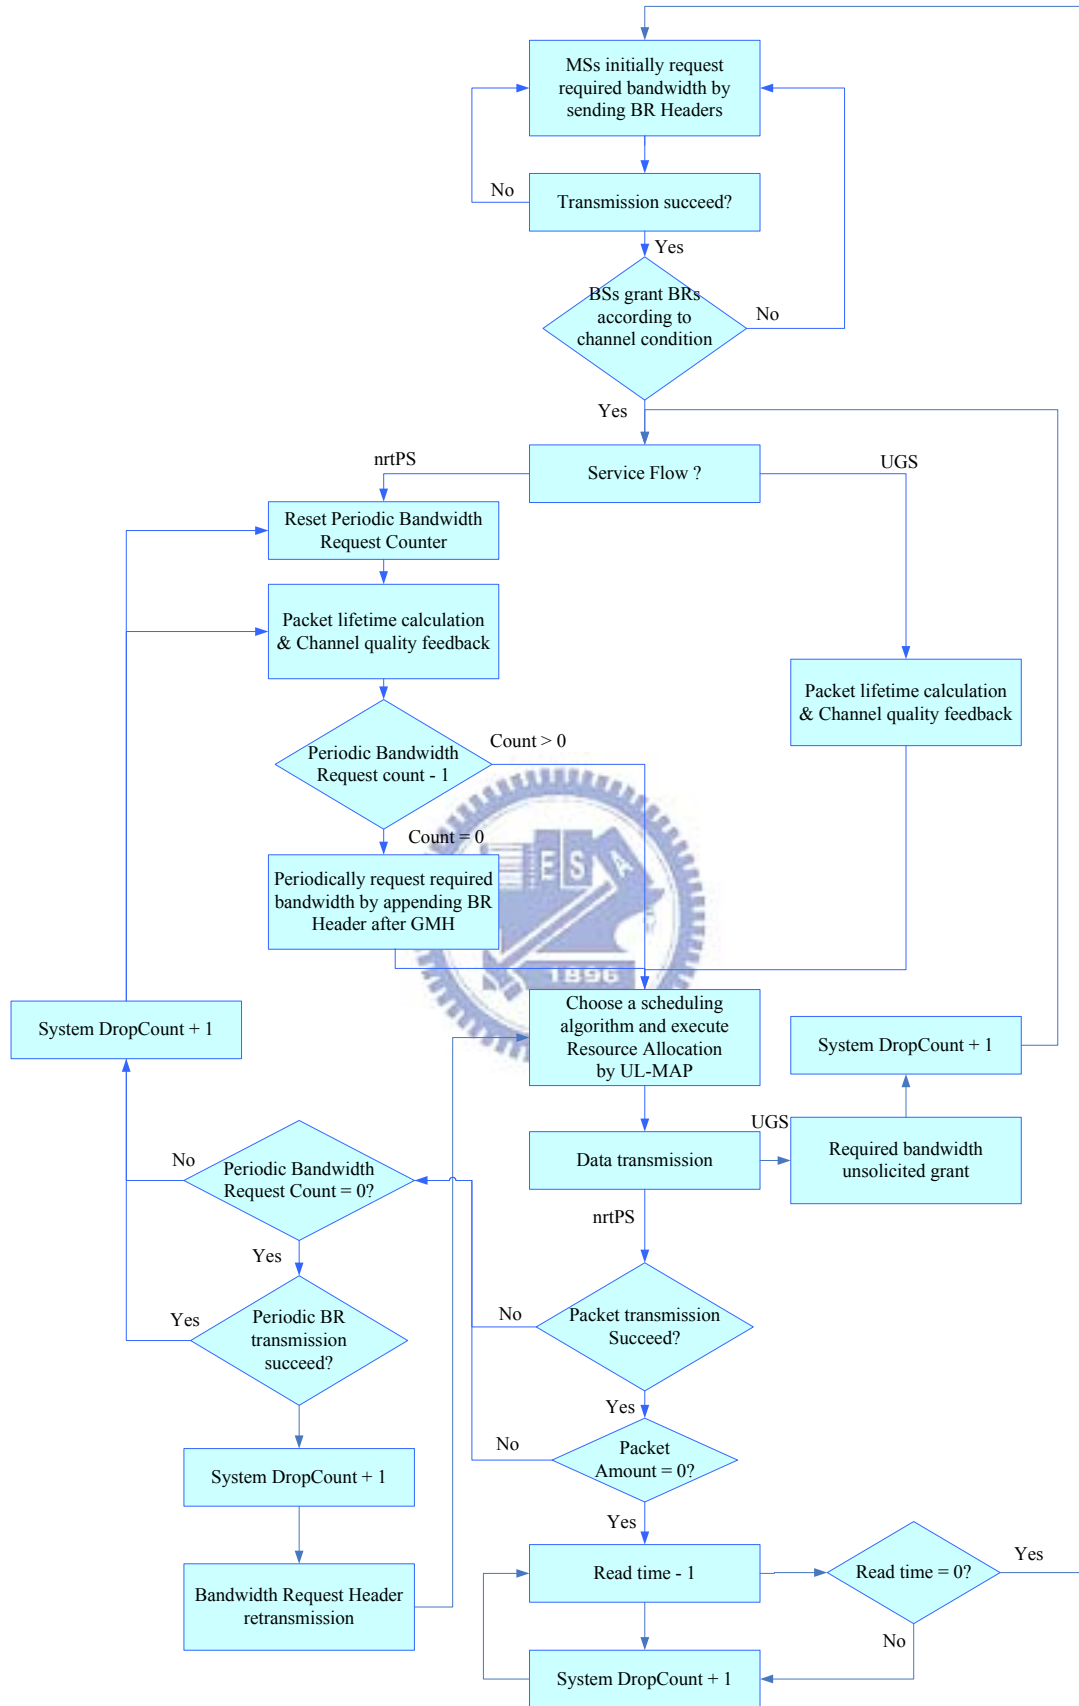 MSs initially request
required bandwidth by
sending BR Headers
No
Transmission succeed?
Yes
BSs grant BRs
according to
channel condition
No
Yes
nrtPS
Service Flow ?
UGS
Reset Periodic Bandwidth
Request Counter
Packet lifetime calculation
& Channel quality feedback
Packet lifetime calculation
& Channel quality feedback
Periodic Bandwidth
Request count - 1
Count > 0
Count = 0
Periodically request required
bandwidth by appending BR
Header after GMH
E S A
1896
System DropCount + 1
Choose a scheduling
algorithm and execute
Resource Allocation
by UL-MAP
System DropCount + 1
UGS
Data transmission
Required bandwidth
unsolicited grant
No
Periodic Bandwidth
Request Count = 0?
nrtPS
Yes
Yes
Periodic BR
transmission
succeed?
No
Packet transmission
Succeed?
Yes
No
Packet
Amount = 0?
System DropCount + 1
Yes
Read time - 1
Read time = 0?
Yes
Bandwidth Request Header
retransmission
No
System DropCount + 1